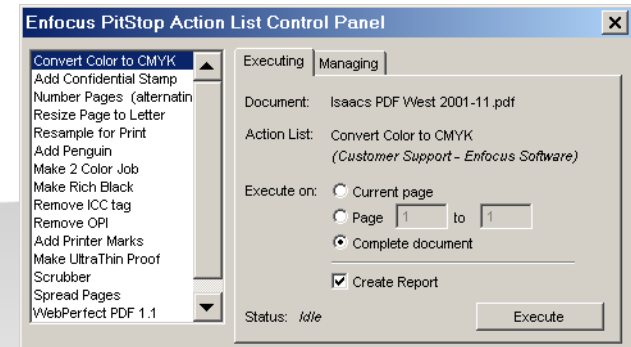 Enfocus PitStop Action List Control Panel
Convert Color to CMYK
Add Confidential Stamp
Number Pages (alternatin
Resize Page to Letter
Resample for Print
Add Penguin
Make 2 Color Job
Make Rich Black
Remove ICC tag
Remove OPI
Add Printer Marks
Make UltraThin Proof
Scrubber
Spread Pages
WebPerfect PDF 1.1
Executing Managing
Document: Isaacs PDF West 2001-11.pdf
Action List: Convert Color to CMYK
(Customer Support - Enfocus Software)
Execute on: Current page
Page 1 to 1
Complete document
Create Report
Status: Idle Execute